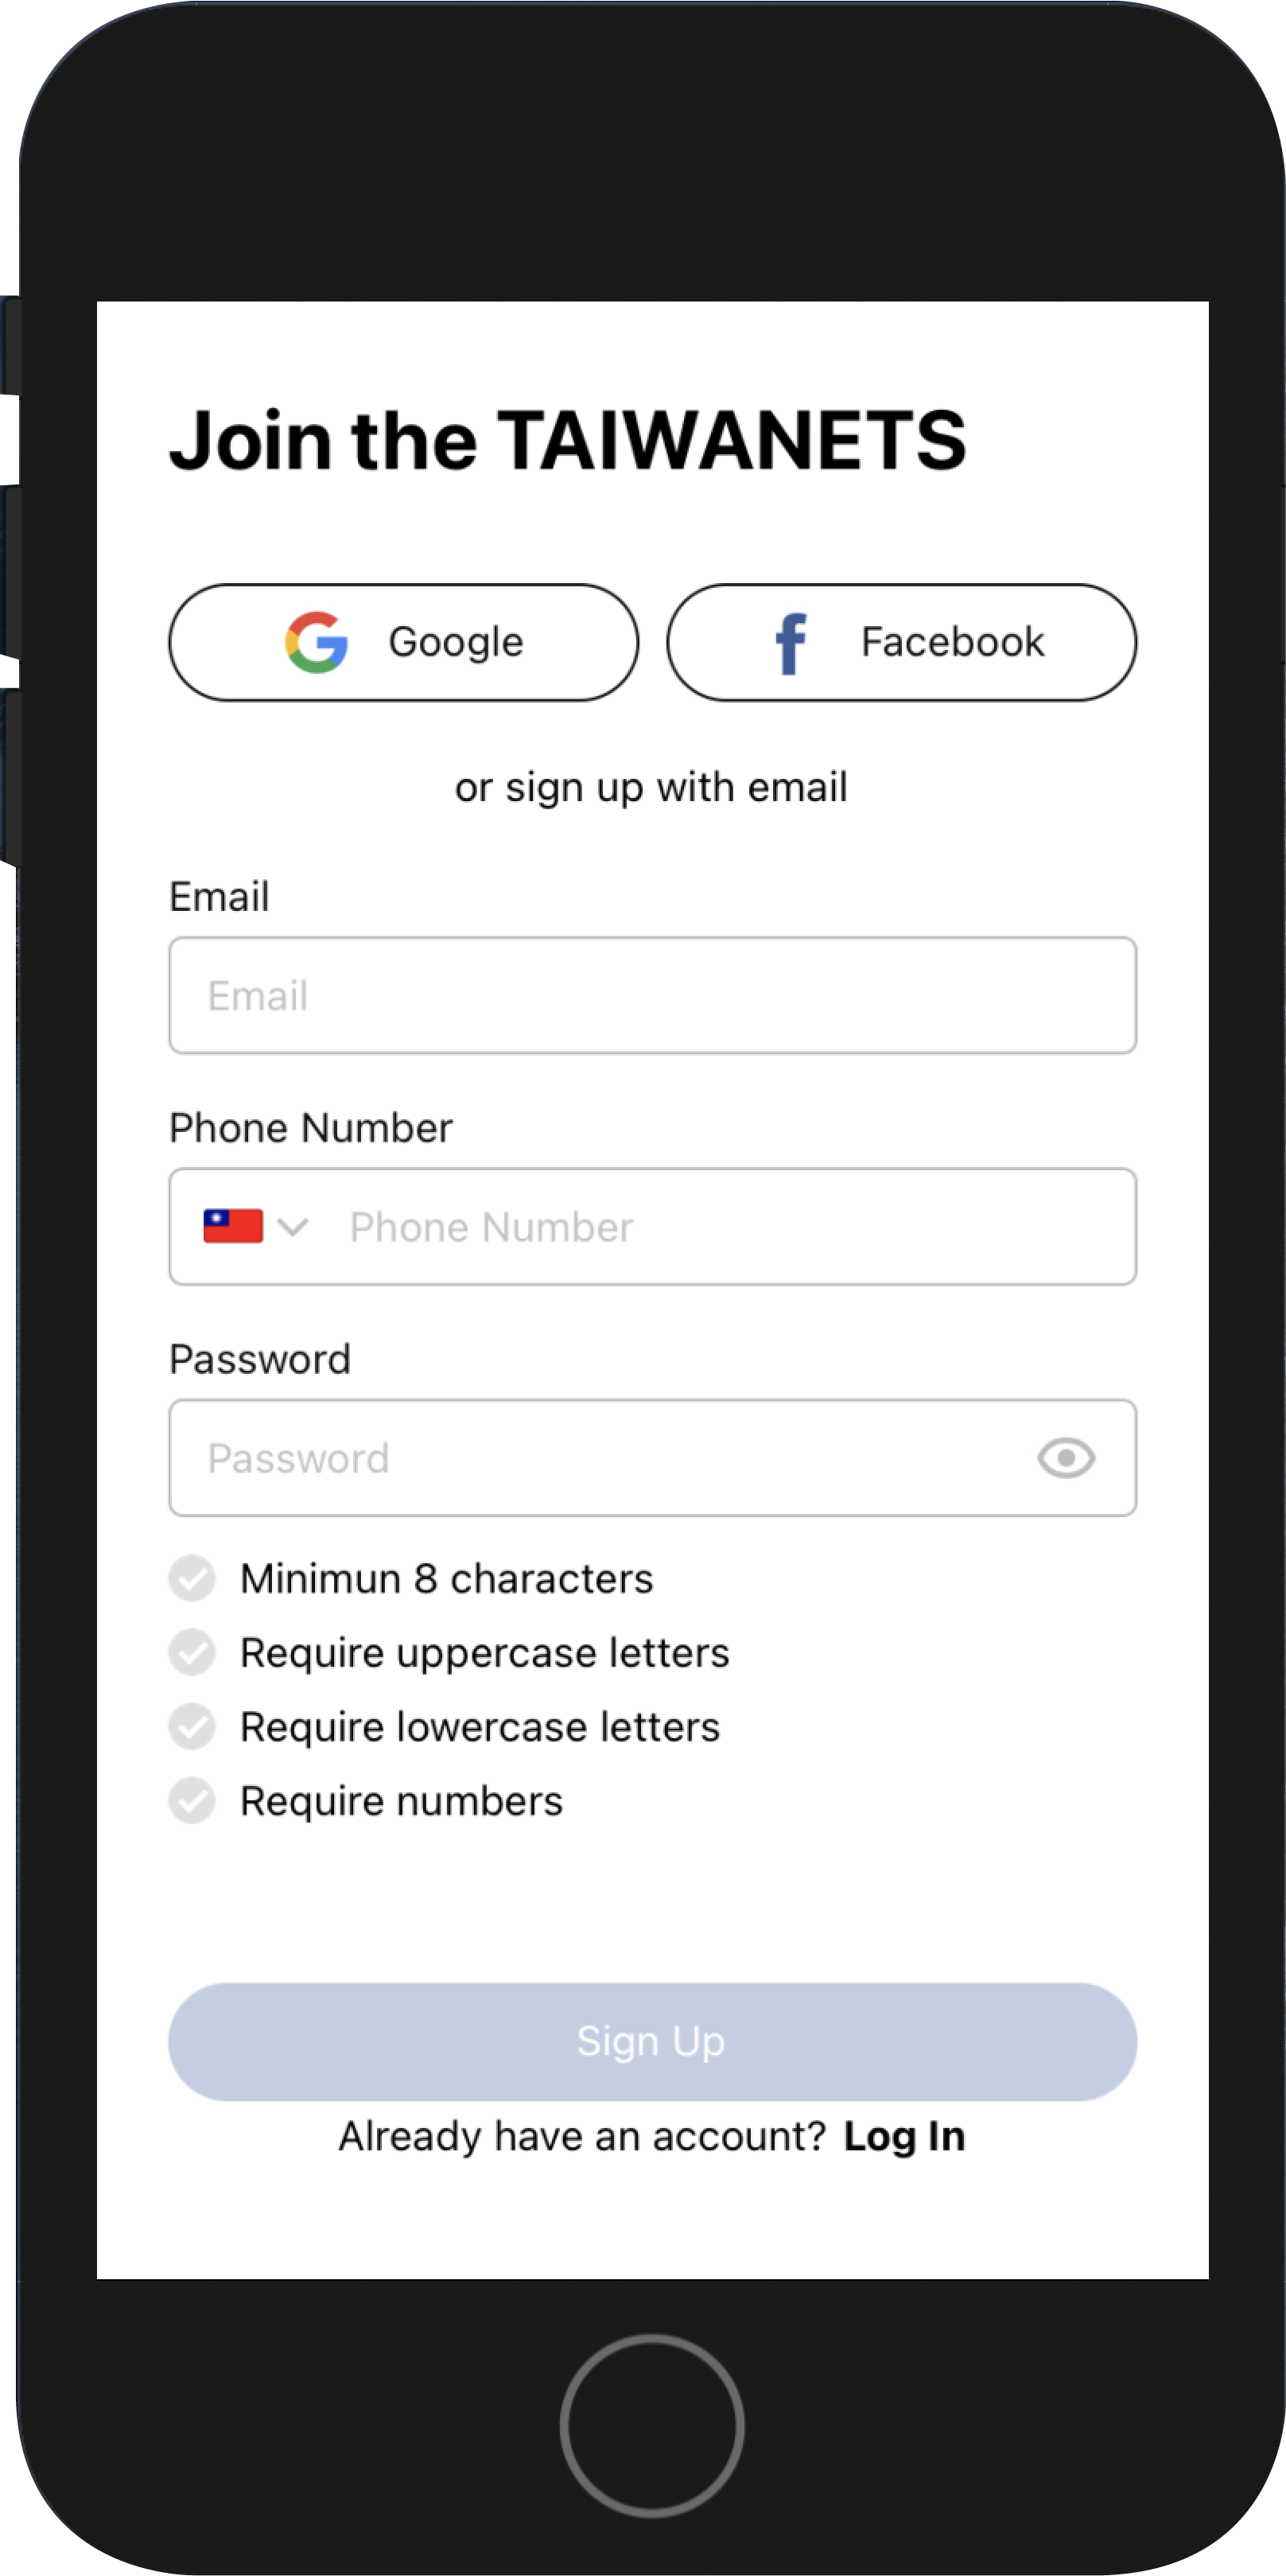 Join the TAIWANETS
Google
Facebook
or sign up with email
Email
Email
Phone Number
Phone Number
Password
Password
Minimun 8 characters
Require uppercase letters
Require lowercase letters
Require numbers
Sign Up
Already have an account? Log In